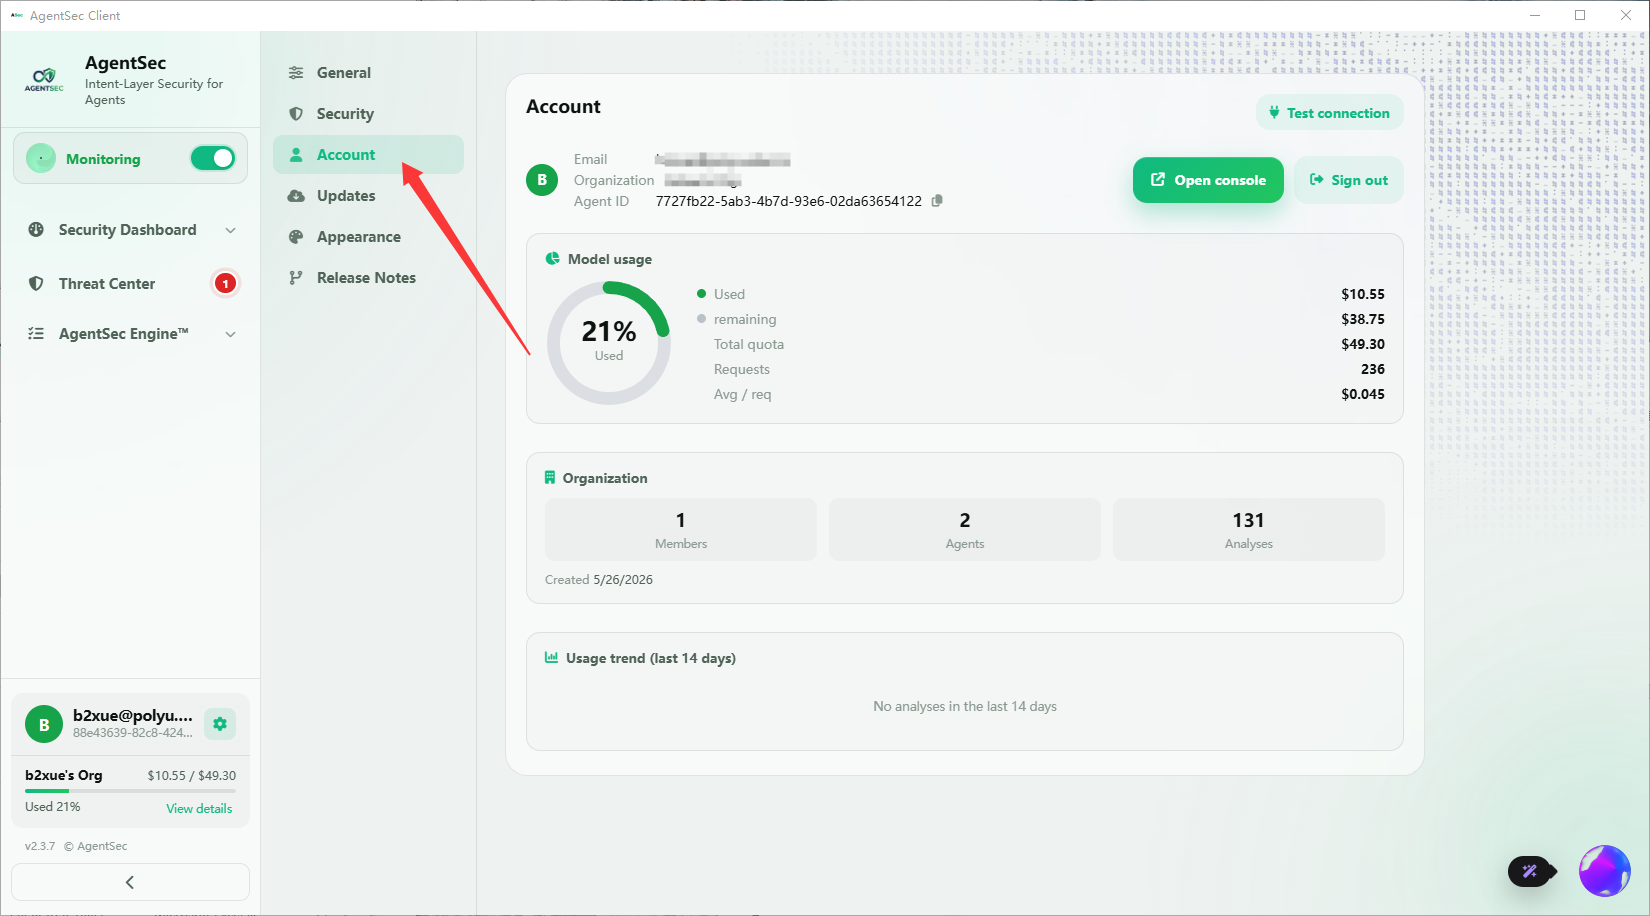 AgentSec Client
AgentSec
Intent-Layer Security for
Agents
AGENTSEC
Monitoring
Security Dashboard
Threat Center
1
AgentSec Engine™
General
Security
Account
Updates
Appearance
Release Notes
Account
Test connection
B
Email
Organization
Agent ID
7727fb22-5ab3-4b7d-93e6-02da63654122
Open console
Sign out
Model usage
21%
Used
Used $10.55
remaining $38.75
Total quota $49.30
Requests 236
Avg / req $0.045
Organization
1
Members
2
Agents
131
Analyses
Created 5/26/2026
Usage trend (last 14 days)
No analyses in the last 14 days
B
b2xue@polyu....
88e43639-82c8-424...
b2xue's Org $10.55 / $49.30
Used 21% View details
v2.3.7 © AgentSec